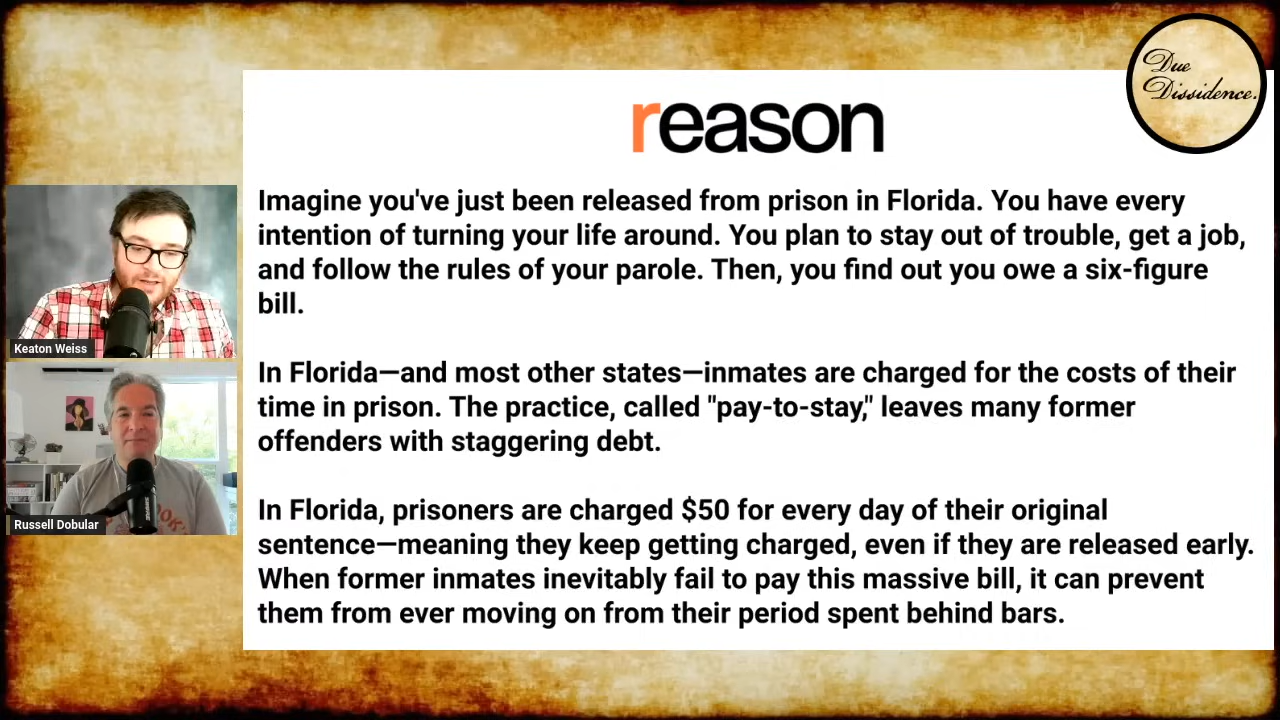 Due
Dissidence.
reason
Imagine you've just been released from prison in Florida. You have every
intention of turning your life around. You plan to stay out of trouble, get a job,
and follow the rules of your parole. Then, you find out you owe a six-figure
bill.
In Florida—and most other states—inmates are charged for the costs of their
time in prison. The practice, called "pay-to-stay," leaves many former
offenders with staggering debt.
In Florida, prisoners are charged $50 for every day of their original
sentence—meaning they keep getting charged, even if they are released early.
When former inmates inevitably fail to pay this massive bill, it can prevent
them from ever moving on from their period spent behind bars.
Keaton Weiss
Russell Dobular